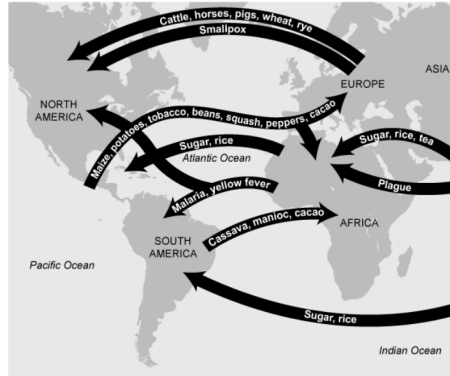 Cattle, horses, pigs, wheat, rye
Smallpox
EUROPE
ASIA
NORTH
AMERICA
Maize, potatoes, tobacco, beans, squash, peppers, cacao
Sugar, rice, tea
Sugar, rice
Atlantic Ocean
Plague
Malaria, yellow fever
Cassava, manioc, cacao
AFRICA
SOUTH
AMERICA
Pacific Ocean
Sugar, rice
Indian Ocean